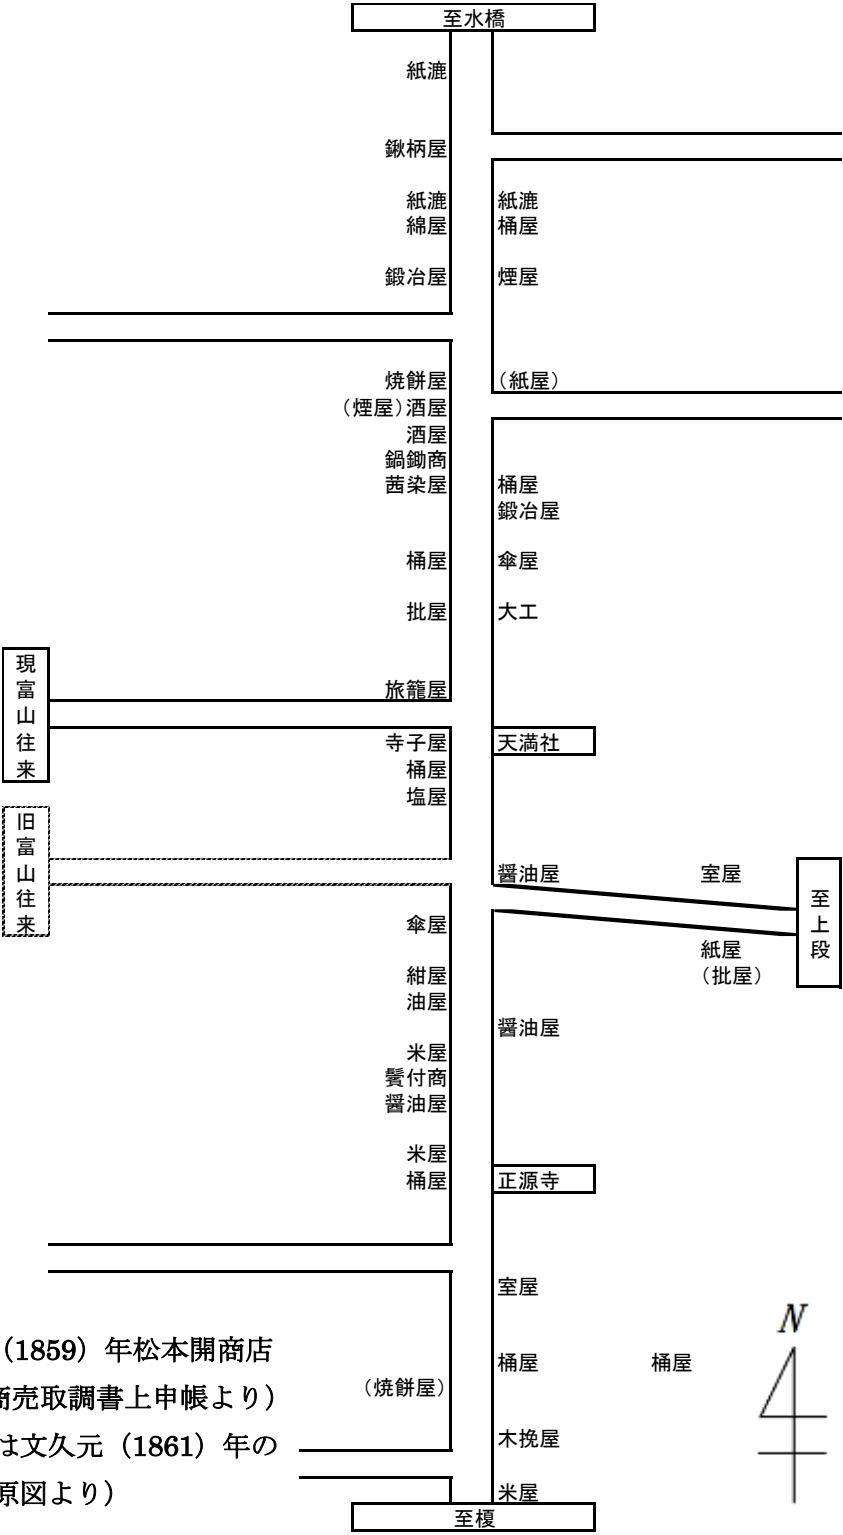 至水橋
紙漉
鍬柄屋
紙漉
紙漉
綿屋
桶屋
鍛冶屋
煙屋
焼餅屋
（紙屋）
（煙屋）酒屋
酒屋
鍋鋤商
茜染屋
桶屋
鍛冶屋
桶屋
傘屋
批屋
大工
旅籠屋
現富山往来
寺子屋
天満社
桶屋
塩屋
旧富山往来
醤油屋
室屋
至上段
傘屋
紙屋
紺屋
（批屋）
油屋
醤油屋
米屋
鬢付商
醤油屋
米屋
桶屋
正源寺
室屋
N
（1859）年松本開商店
桶屋
桶屋
（焼餅屋）
商売取調書上申帳より）
は文久元（1861）年の
木挽屋
原図より）
米屋
至榎